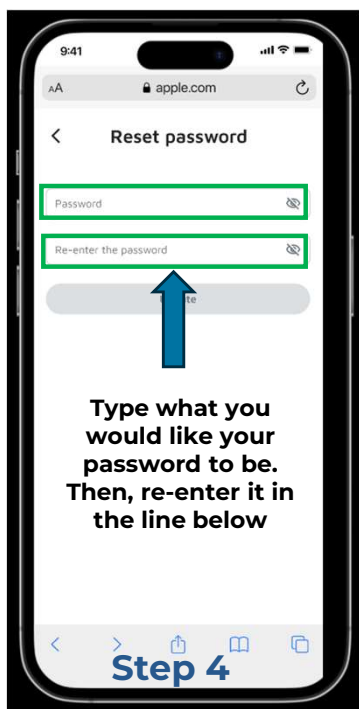 9:41
AA apple.com
Reset password
Password
Re-enter the password
Type what you
would like your
password to be.
Then, re-enter it in
the line below
Step 4